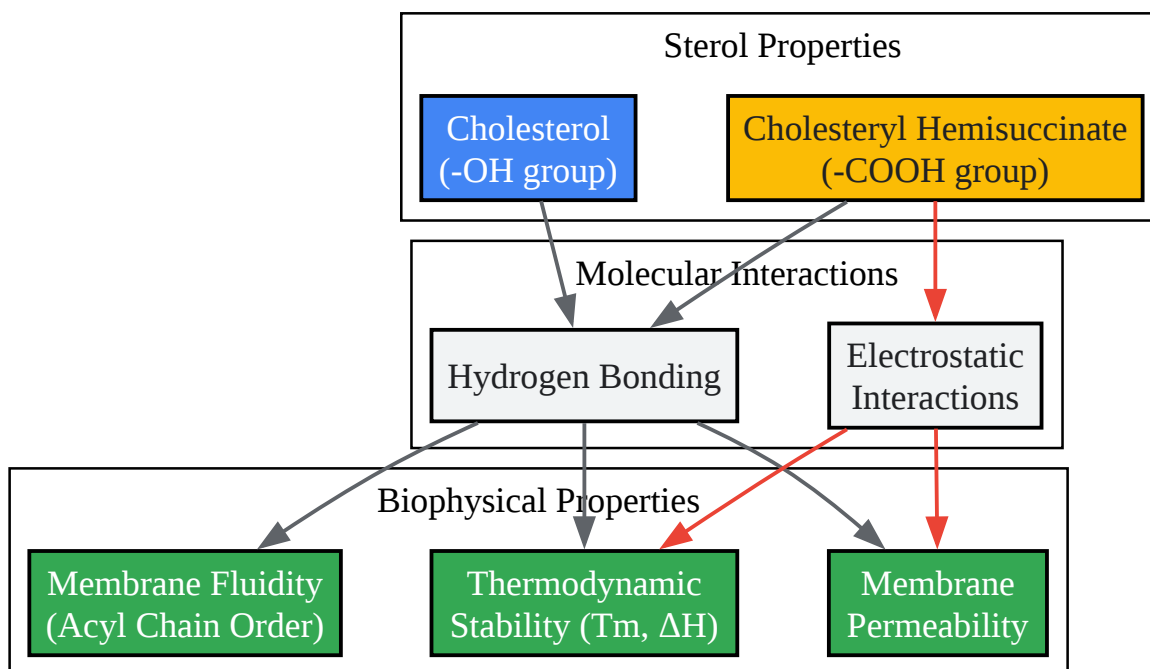 Sterol Properties
Cholesterol
(-OH group)
Cholesteryl Hemisuccinate
(-COOH group)
Molecular Interactions
Hydrogen Bonding
Electrostatic
Interactions
Biophysical Properties
Membrane Fluidity
(Acyl Chain Order)
Thermodynamic
Stability (Tm, ΔH)
Membrane
Permeability